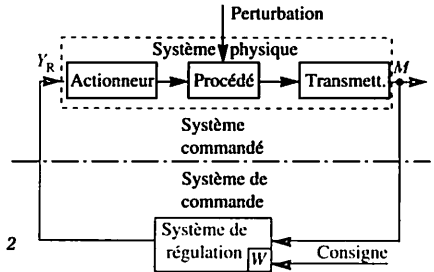 Perturbation
Système physique
Y_R
M
Actionneur
Procédé
Transmett.
Système
commandé
Système de
commande
2
Système de
régulation
W
Consigne